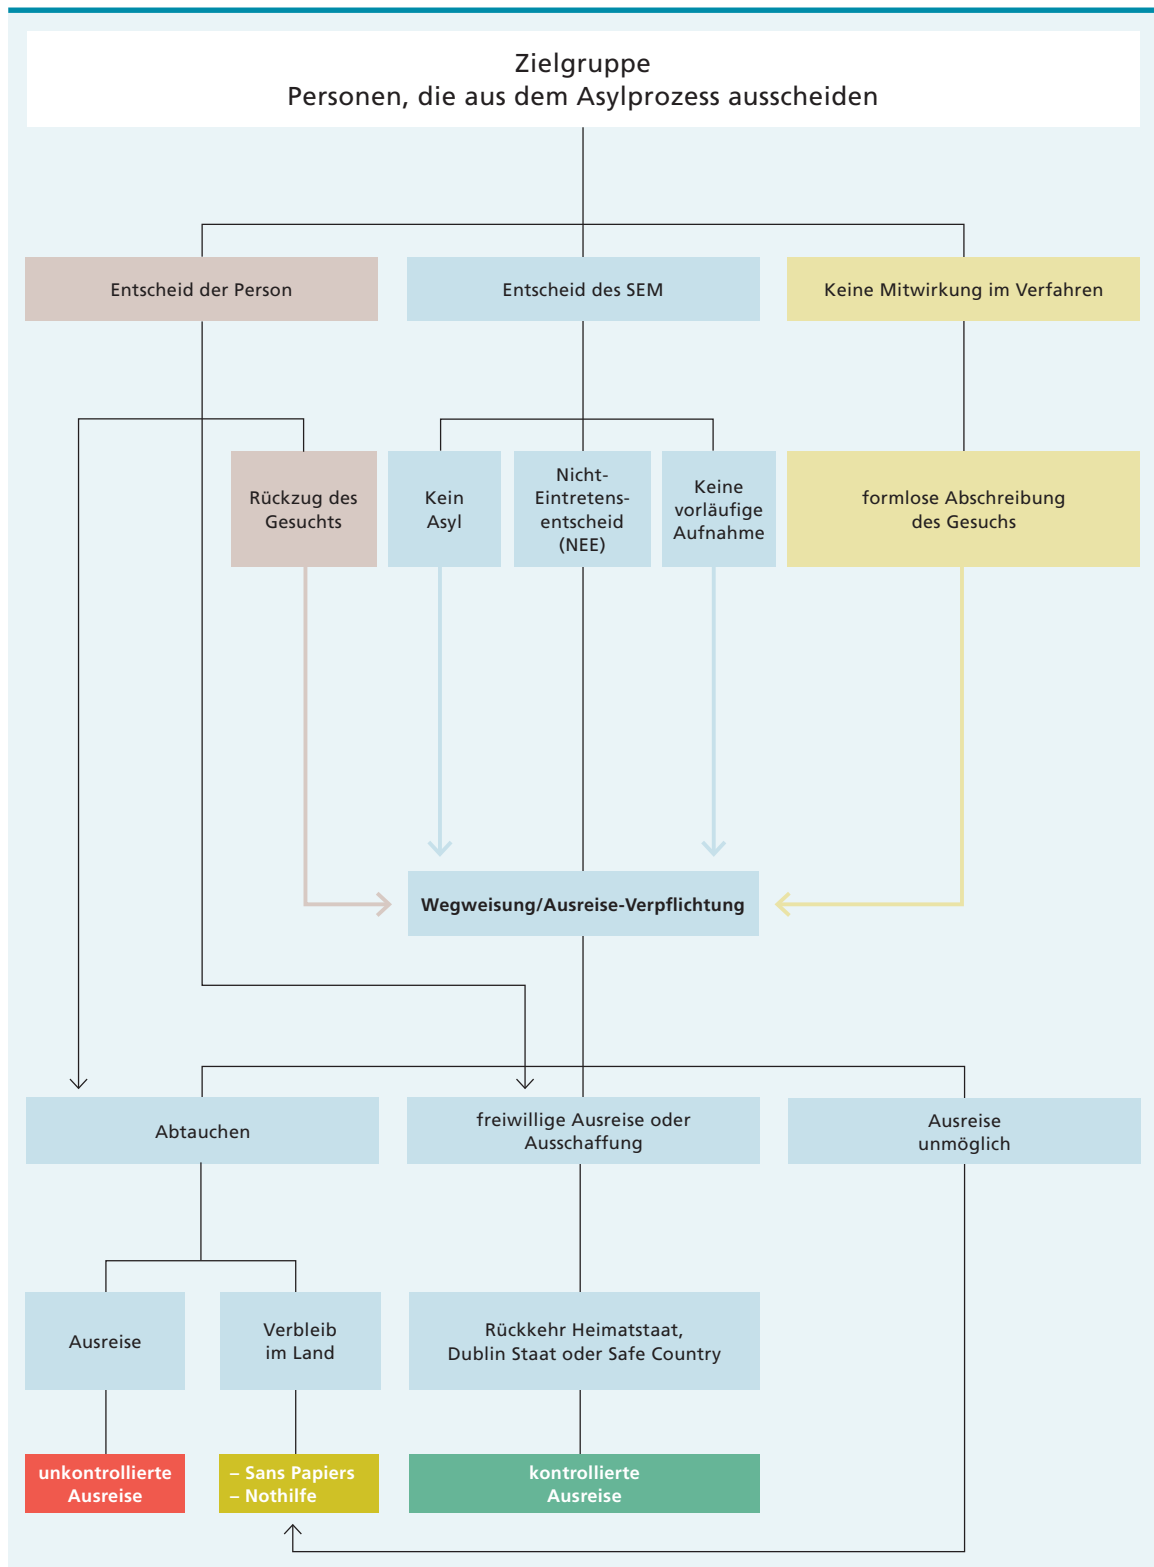 Zielgruppe
Personen, die aus dem Asylprozess ausscheiden
Entscheid der Person
Entscheid des SEM
Keine Mitwirkung im Verfahren
Rückzug des
Gesuchts
Kein
Asyl
Nicht-
Eintretens-
entscheid
(NEE)
Keine
vorläufige
Aufnahme
formlose Abschreibung
des Gesuchs
Wegweisung/Ausreise-Verpflichtung
Abtauchen
freiwillige Ausreise oder
Ausschaffung
Ausreise
unmöglich
Ausreise
Verbleib
im Land
Rückkehr Heimatstaat,
Dublin Staat oder Safe Country
unkontrollierte
Ausreise
– Sans Papiers
– Nothilfe
kontrollierte
Ausreise